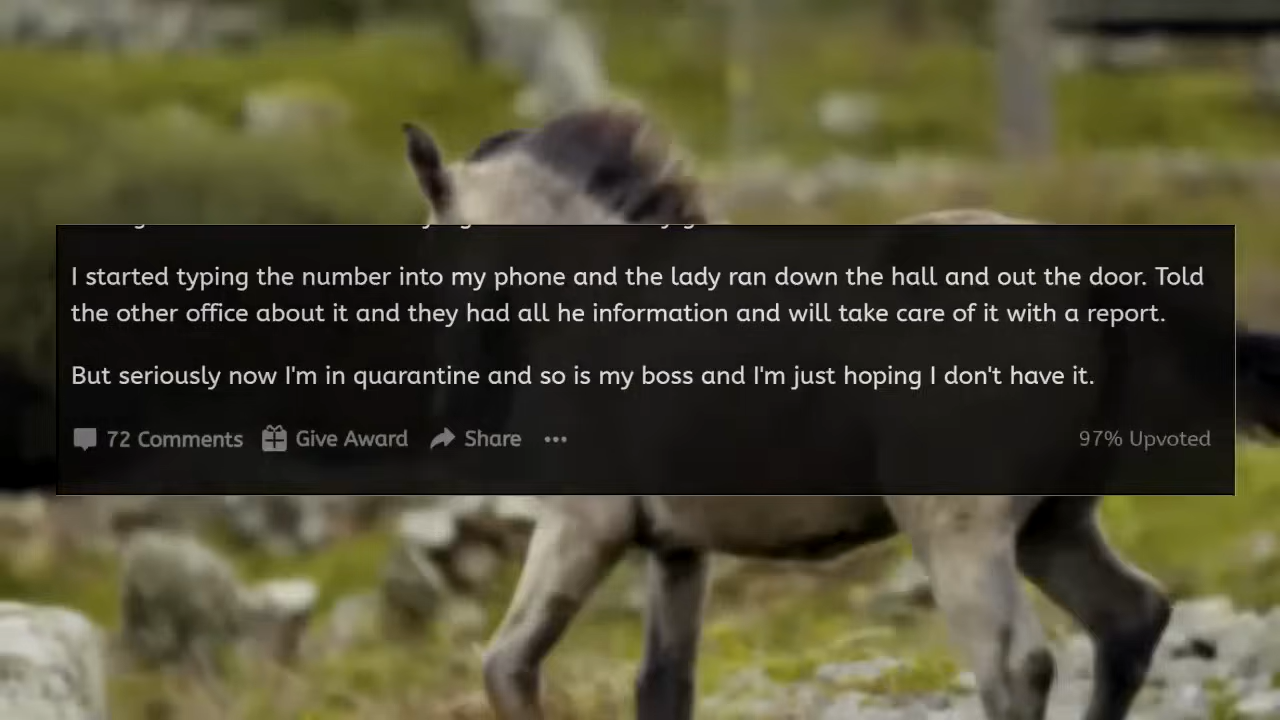 I started typing the number into my phone and the lady ran down the hall and out the door. Told
the other office about it and they had all he information and will take care of it with a report.
But seriously now I'm in quarantine and so is my boss and I'm just hoping I don't have it.
72 Comments Give Award Share ••• 97% Upvoted